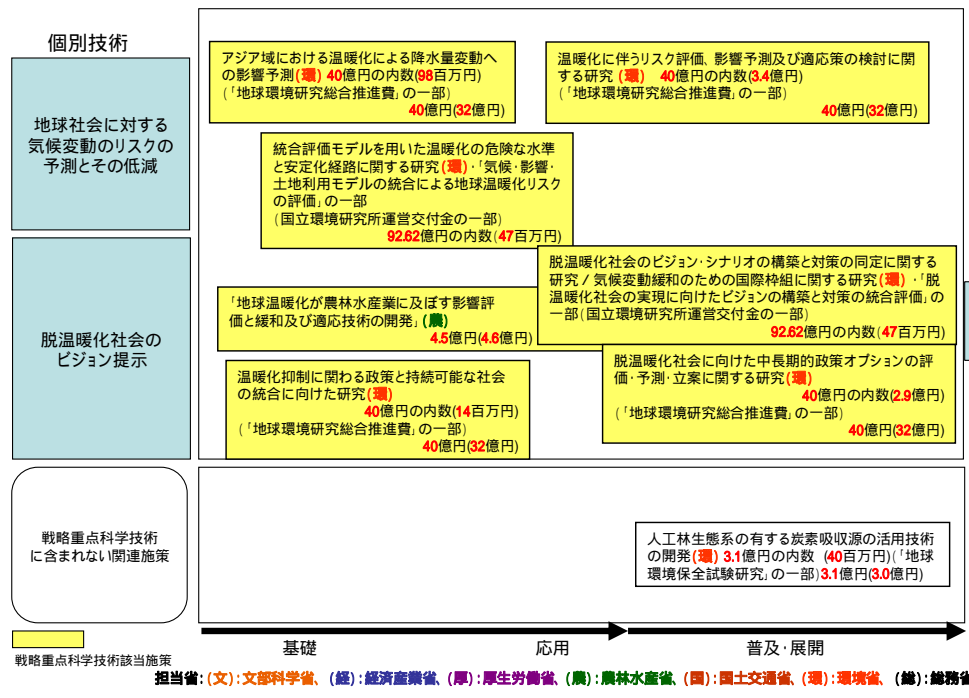 個別技術
地球社会に対する
気候変動のリスクの
予測とその低減
アジア域における温暖化による降水量変動へ
の影響予測(環) 40億円の内数(98百万円)
(「地球環境研究総合推進費」の一部)
40億円(32億円)
温暖化に伴うリスク評価、影響予測及び適応策の検討に関
する研究 (環) 40億円の内数(3.4億円)
(「地球環境研究総合推進費」の一部)
40億円(32億円)
統合評価モデルを用いた温暖化の危険な水準
と安定化経路に関する研究(環)・「気候・影響・
土地利用モデルの統合による地球温暖化リスク
の評価」の一部
(国立環境研究所運営交付金の一部)
92.62億円の内数(47百万円)
脱温暖化社会の
ビジョン提示
脱温暖化社会のビジョン・シナリオの構築と対策の同定に関する
研究/気候変動緩和のための国際枠組に関する研究(環)・「脱
温暖化社会の実現に向けたビジョンの構築と対策の統合評価」の
一部(国立環境研究所運営交付金の一部)
92.62億円の内数(47百万円)
「地球温暖化が農林水産業に及ぼす影響評
価と緩和及び適応技術の開発」(農)
4.5億円(4.6億円)
脱温暖化社会に向けた中長期的政策オプションの評
価・予測・立案に関する研究(環)
40億円の内数(2.9億円)
(「地球環境研究総合推進費」の一部)
40億円(32億円)
温暖化抑制に関わる政策と持続可能な社会
の統合に向けた研究(環)
40億円の内数(14百万円)
(「地球環境研究総合推進費」の一部)
40億円(32億円)
戦略重点科学技術
に含まれない関連施策
人工林生態系の有する炭素吸収源の活用技術
の開発(環) 3.1億円の内数 (40百万円)(「地球
環境保全試験研究」の一部)3.1億円(3.0億円)
戦略重点科学技術該当施策
基礎 応用 普及・展開
担当省:(文):文部科学省、(経):経済産業省、(厚):厚生労働省、(農):農林水産省、(国):国土交通省、(環):環境省、(総):総務省